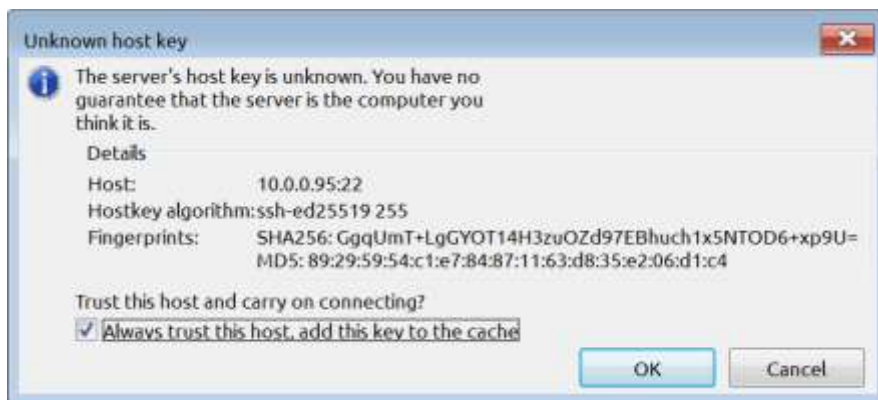 Unknown host key
The server's host key is unknown. You have no
guarantee that the server is the computer you
think it is.
Details
Host: 10.0.0.95:22
Hostkey algorithm: ssh-ed25519 255
Fingerprints: SHA256: GgqUmT+LgGYOT14H3zuOZd97EBhuch1x5NTOD6+xp9U=
MD5: 89:29:59:54:c1:e7:84:87:11:63:d8:35:e2:06:d1:c4
Trust this host and carry on connecting?
Always trust this host, add this key to the cache
OK Cancel